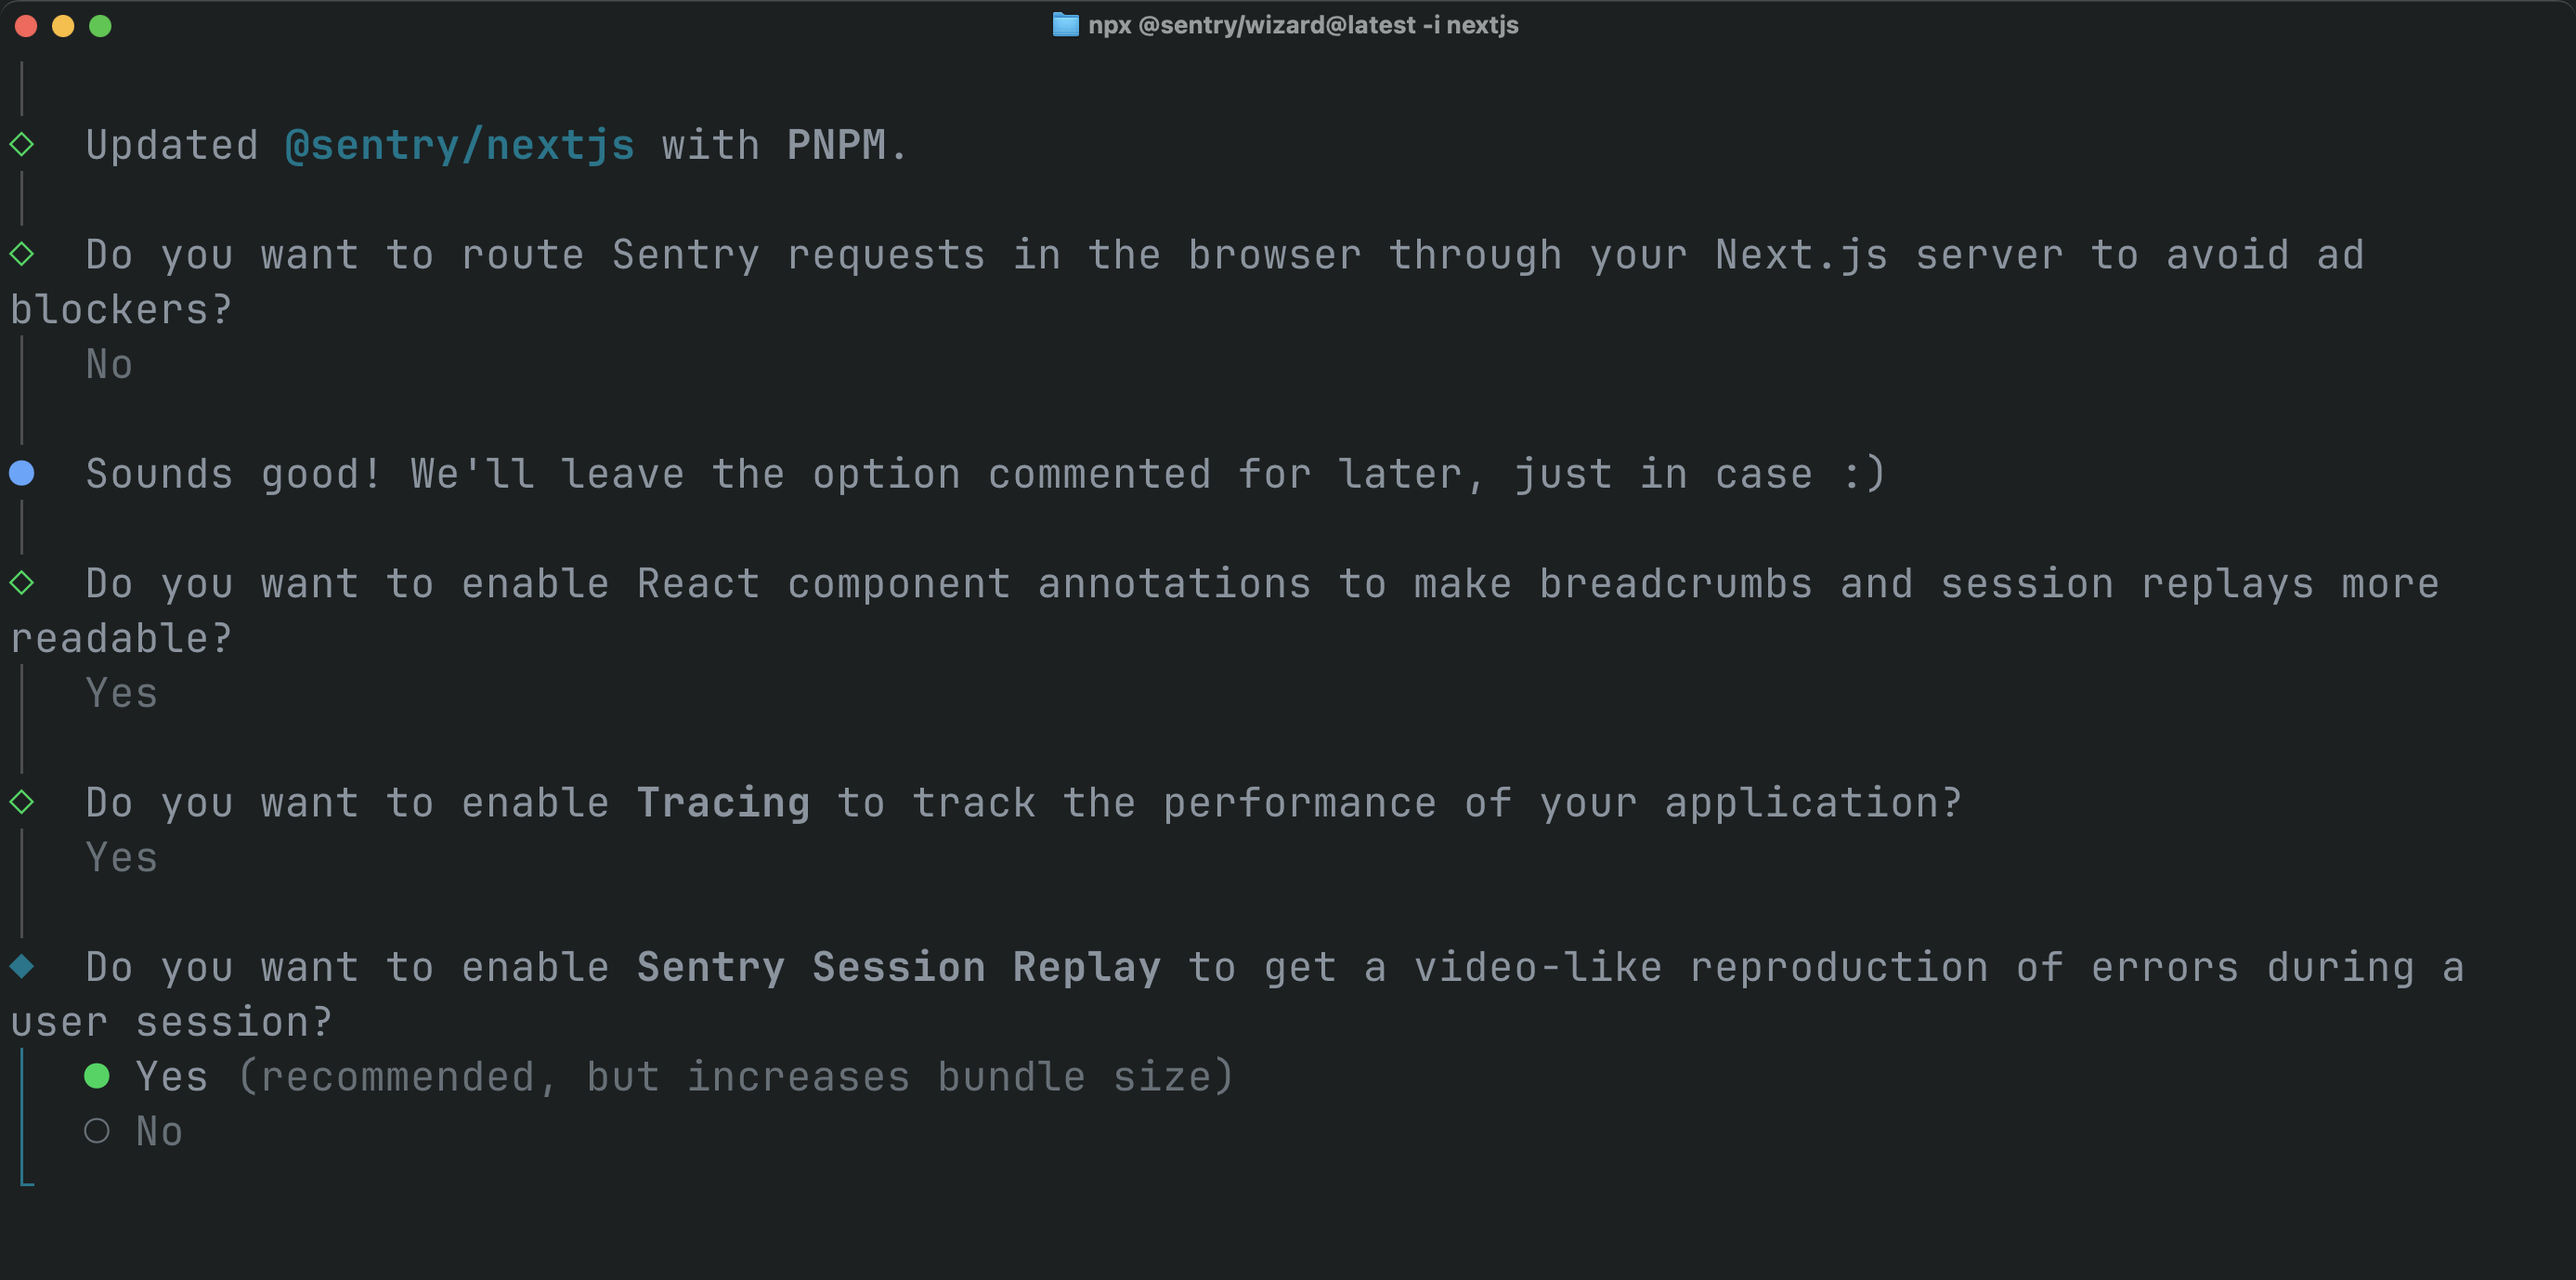 npx @sentry/wizard@latest -i nextjs
Updated @sentry/nextjs with PNPM.
Do you want to route Sentry requests in the browser through your Next.js server to avoid ad
blockers?
No
Sounds good! We'll leave the option commented for later, just in case :)
Do you want to enable React component annotations to make breadcrumbs and session replays more
readable?
Yes
Do you want to enable Tracing to track the performance of your application?
Yes
Do you want to enable Sentry Session Replay to get a video-like reproduction of errors during a
user session?
Yes (recommended, but increases bundle size)
No